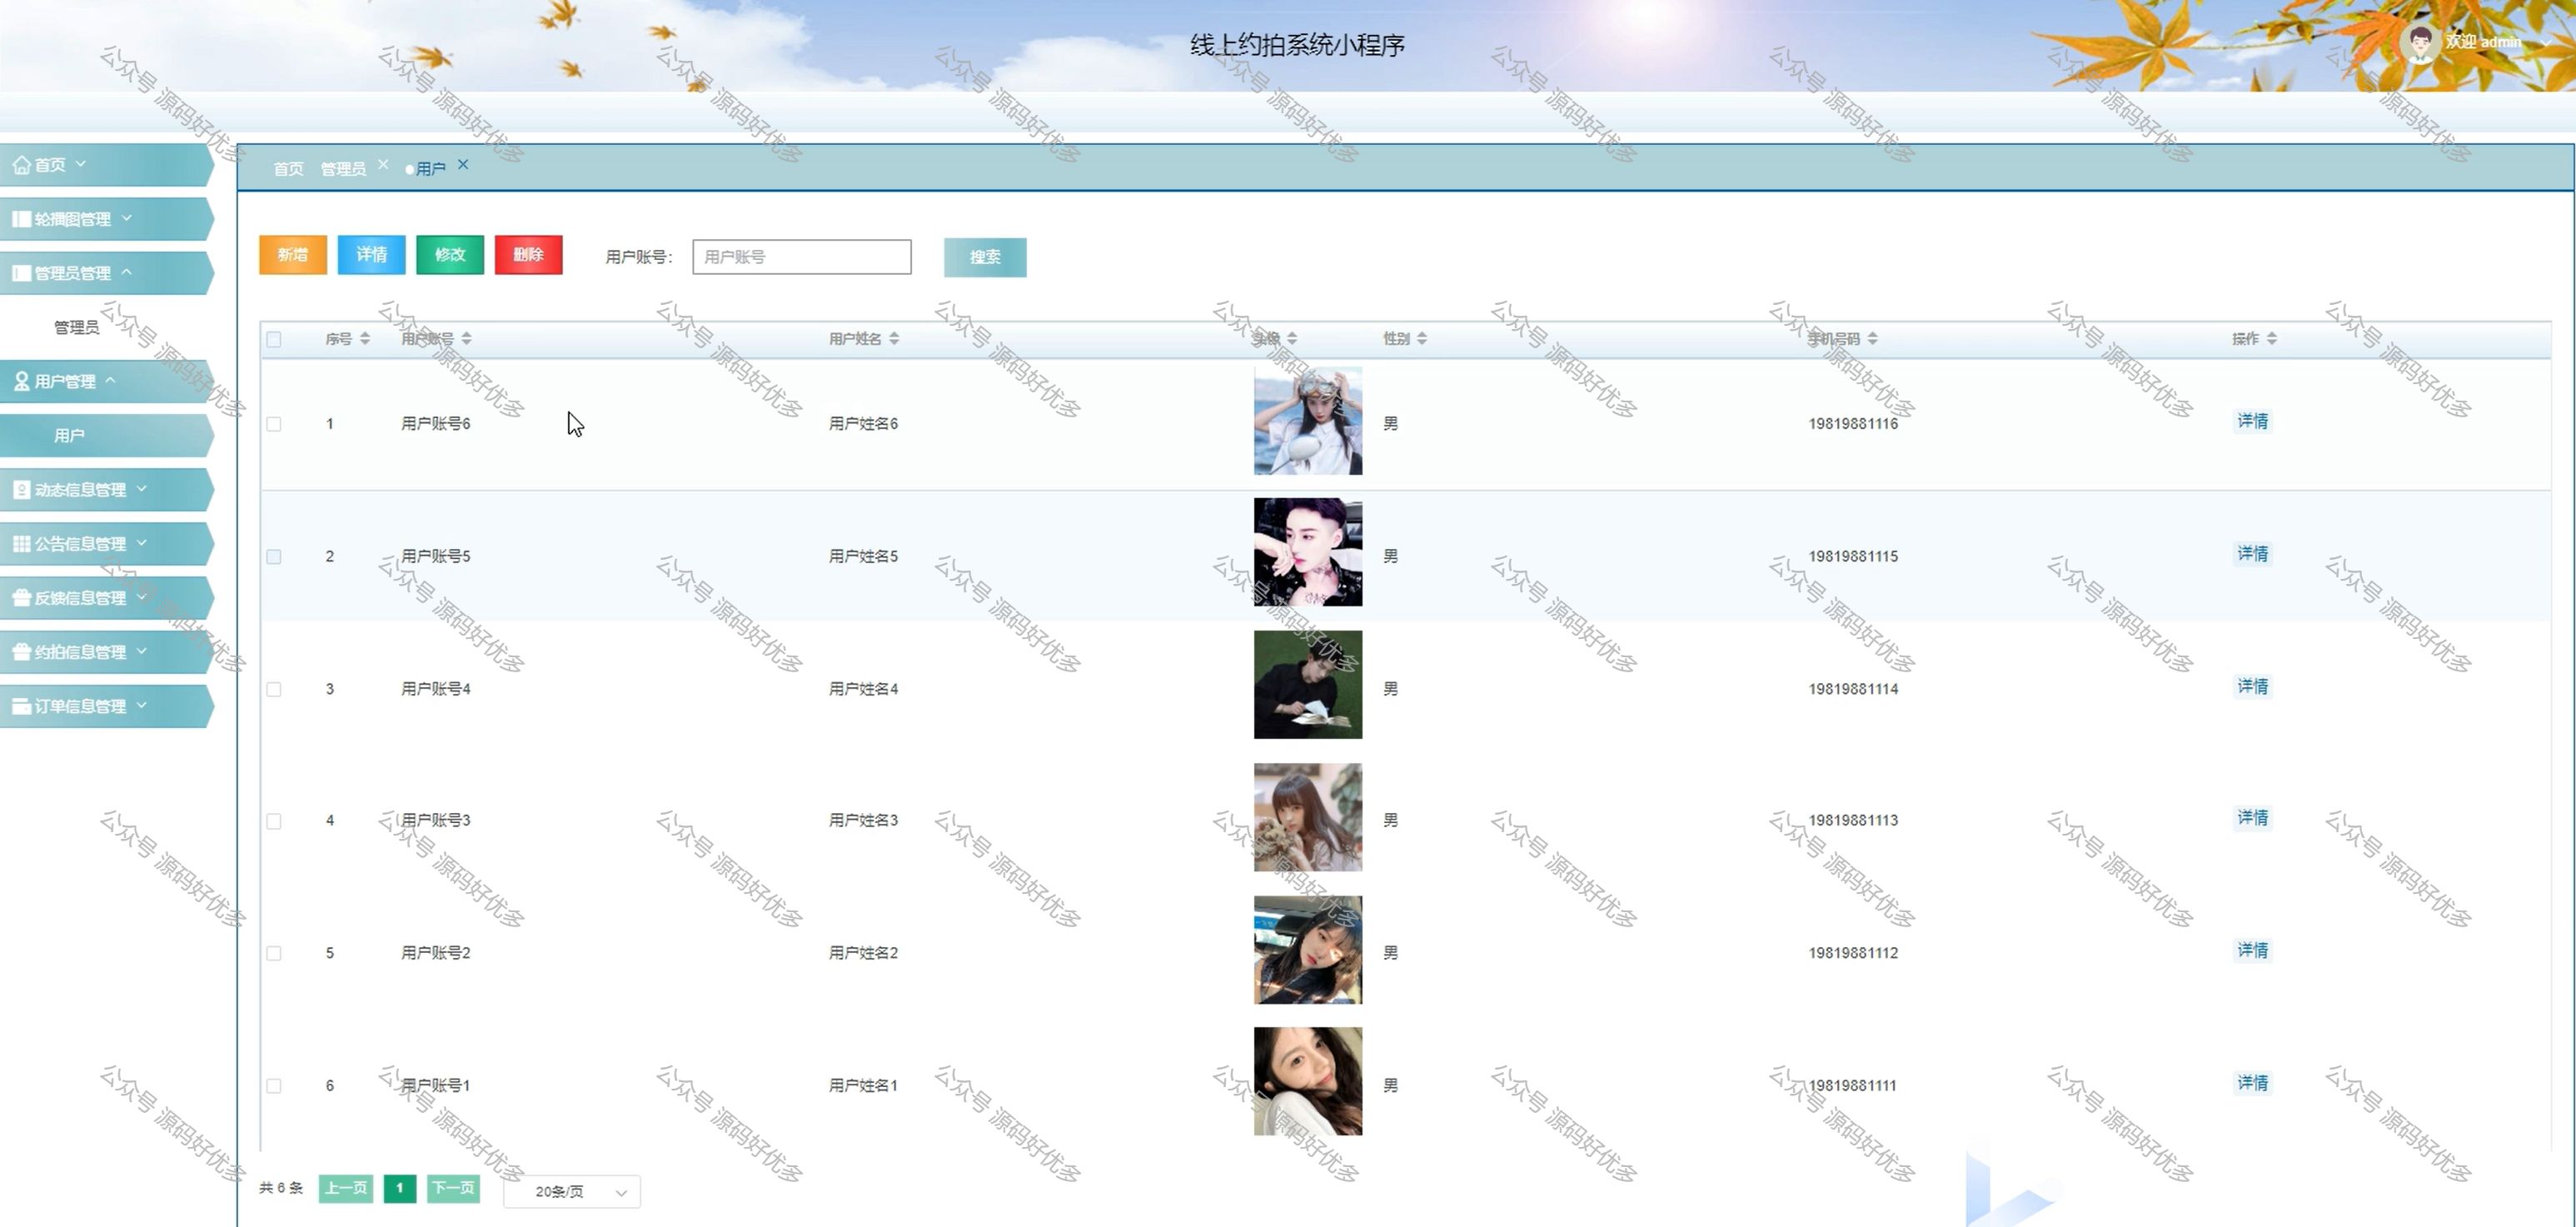 线上约拍系统小程序
欢迎 admin
首页
轮播图管理
管理员管理
管理员
用户管理
用户
动态信息管理
公告信息管理
反馈信息管理
约拍信息管理
订单信息管理
首页 管理员 用户
新增 详情 修改 删除 用户账号： 用户账号 搜索
序号 用户账号 用户姓名 头像 性别 手机号码 操作
1 用户账号6 用户姓名6 男 19819881116 详情
2 用户账号5 用户姓名5 男 19819881115 详情
3 用户账号4 用户姓名4 男 19819881114 详情
4 用户账号3 用户姓名3 男 19819881113 详情
5 用户账号2 用户姓名2 男 19819881112 详情
6 用户账号1 用户姓名1 男 19819881111 详情
共 6 条 上一页 1 下一页 20条/页
公众号 源码好优多